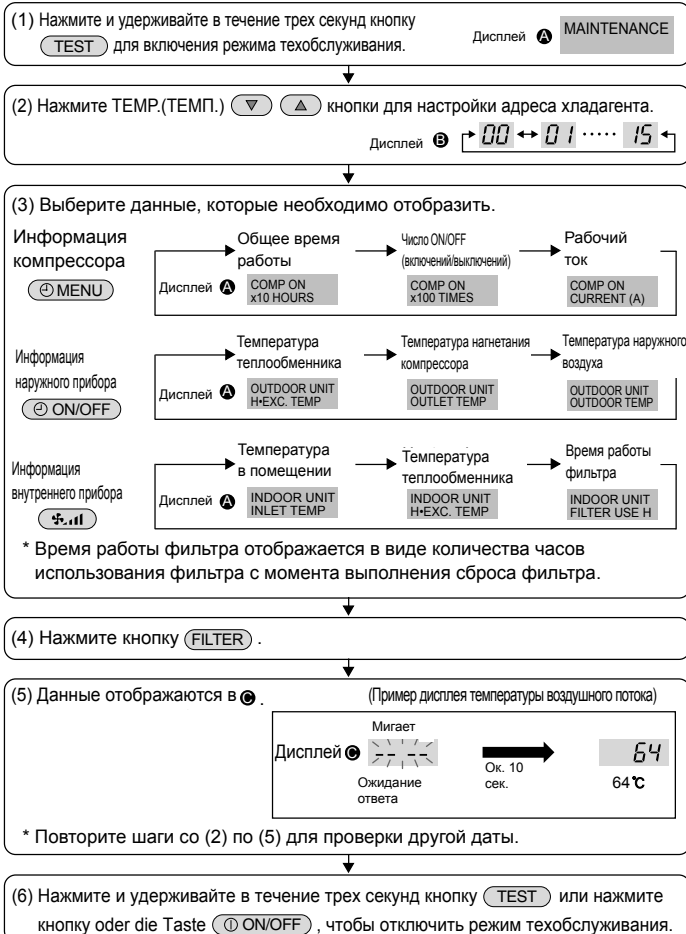 (1) Нажмите и удерживайте в течение трех секунд кнопку
TEST для включения режима техобслуживания.
Дисплей A MAINTENANCE
(2) Нажмите TEMP.(ТЕМП.) ▽ △ кнопки для настройки адреса хладагента.
Дисплей B 00 ↔ 01 ····· 15
(3) Выберите данные, которые необходимо отобразить.
Информация
компрессора
MENU
Общее время
работы
Число ON/OFF
(включений/выключений)
Рабочий
ток
Дисплей A
COMP ON
x10 HOURS
COMP ON
x100 TIMES
COMP ON
CURRENT (A)
Информация
наружного прибора
ON/OFF
Температура
теплообменника
Температура нагнетания
компрессора
Температура наружного
воздуха
Дисплей A
OUTDOOR UNIT
H•EXC. TEMP
OUTDOOR UNIT
OUTLET TEMP
OUTDOOR UNIT
OUTDOOR TEMP
Информация
внутреннего прибора
Температура
в помещении
Температура
теплообменника
Время работы
фильтра
Дисплей A
INDOOR UNIT
INLET TEMP
INDOOR UNIT
H•EXC. TEMP
INDOOR UNIT
FILTER USE H
* Время работы фильтра отображается в виде количества часов
использования фильтра с момента выполнения сброса фильтра.
(4) Нажмите кнопку FILTER .
(5) Данные отображаются в C .
(Пример дисплея температуры воздушного потока)
Мигает
Дисплей C -- --
Ожидание
ответа
Ок. 10
сек.
64
64℃
* Повторите шаги со (2) по (5) для проверки другой даты.
(6) Нажмите и удерживайте в течение трех секунд кнопку TEST или нажмите
кнопку oder die Taste ON/OFF , чтобы отключить режим техобслуживания.